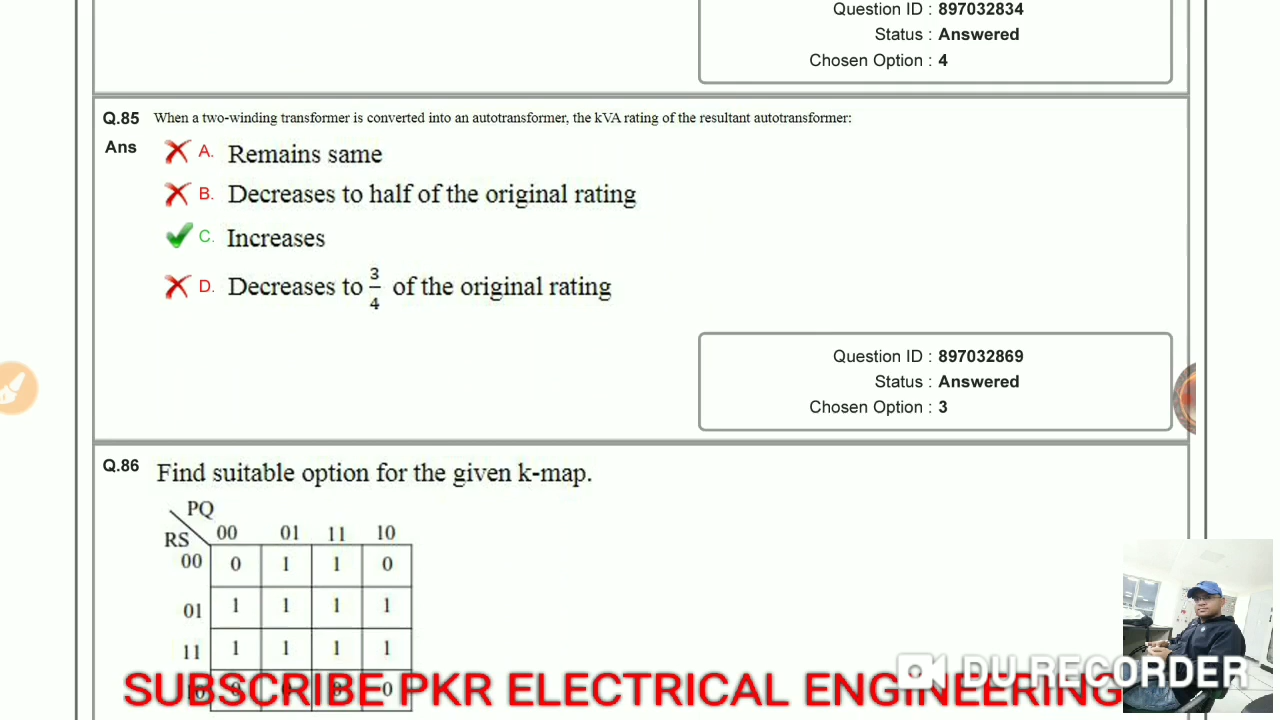 Question ID : 897032834
Status : Answered
Chosen Option : 4
Q.85 When a two-winding transformer is converted into an autotransformer, the kVA rating of the resultant autotransformer:
Ans A. Remains same
B. Decreases to half of the original rating
C. Increases
D. Decreases to 3/4 of the original rating
Question ID : 897032869
Status : Answered
Chosen Option : 3
Q.86 Find suitable option for the given k-map.
PQ
RS 00 01 11 10
00 0 1 1 0
01 1 1 1 1
11 1 1 1 1
0
SUBSCRIBE PKR ELECTRICAL ENGINEERING
DU RECORDER